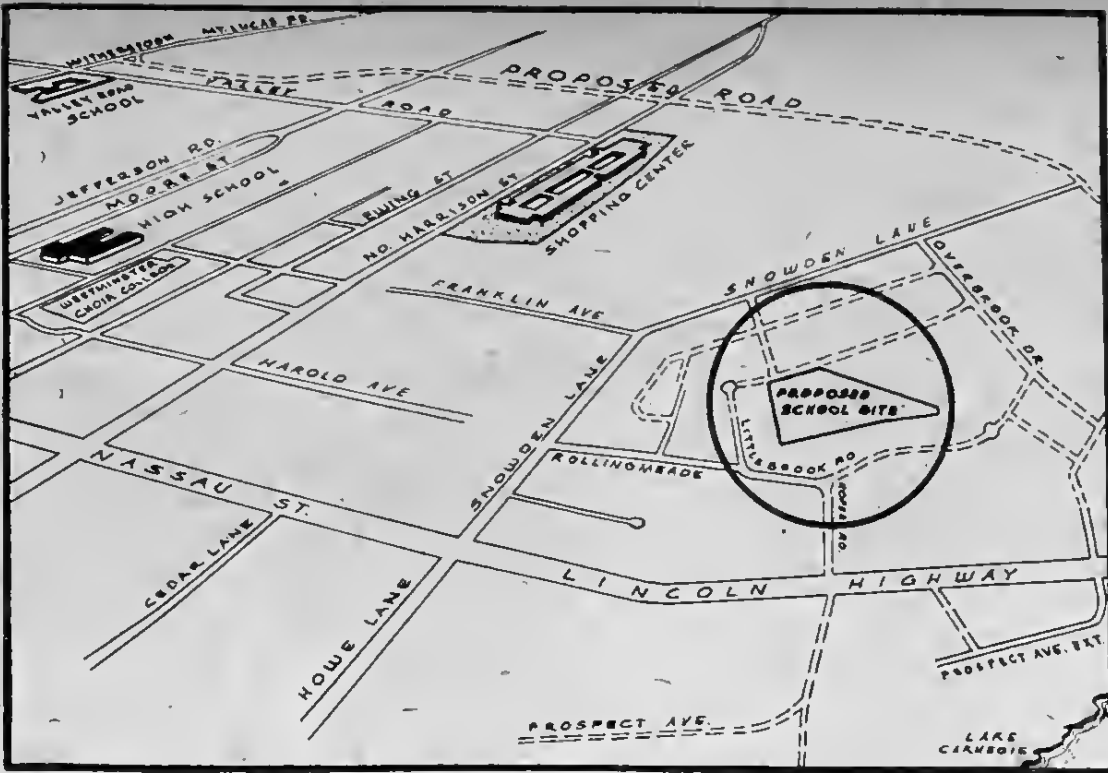 WITHERSPOON
MT. LUCAS RD.
VALLEY ROAD
SCHOOL
VALLEY ROAD
PROPOSED ROAD
JEFFERSON RD.
MOORE ST.
HIGH SCHOOL
EWING ST.
NO. HARRISON ST.
SHOPPING CENTER
WESTMINSTER
CHOIR COLLEGE
FRANKLIN AVE
SNOWDEN LANE
OVERBROOK DR.
HAROLD AVE
SNOWDEN LANE
PROPOSED
SCHOOL SITE
LITTLEBROOK RD
ROLLINGMEADE
ROPER RD.
NASSAU ST.
CEDAR LANE
LINCOLN HIGHWAY
HOWE LANE
PROSPECT AVE. EXT.
PROSPECT AVE.
LAKE
CARNEGIE